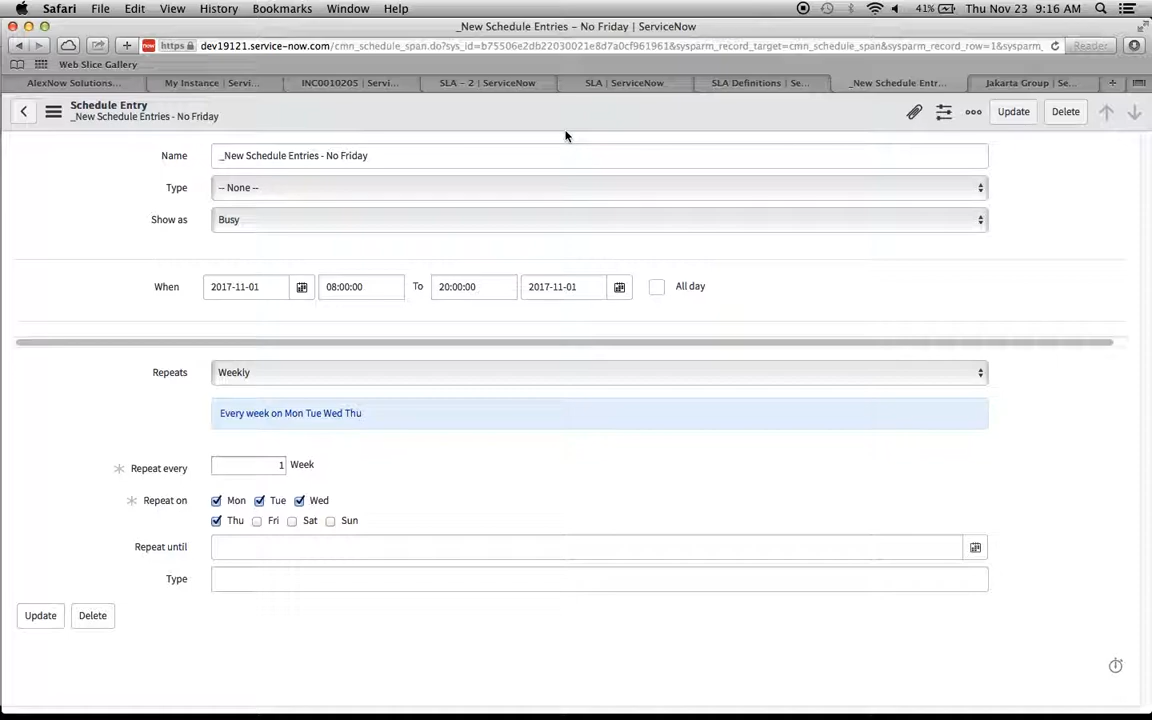 Safari File Edit View History Bookmarks Window Help 41% Thu Nov 23 9:16 AM
_New Schedule Entries – No Friday | ServiceNow
now https dev19121.service-now.com/cmn_schedule_span.do?sys_id=b75506e2db22030021e8d7a0cf961961&sysparm_record_target=cmn_schedule_span&sysparm_record_row=1&sysparm_ Reader
Web Slice Gallery
AlexNow Solutions... My Instance | Servi... INC0010205 | Servi... SLA – 2 | ServiceNow SLA | ServiceNow SLA Definitions | Se... _New Schedule Entr... Jakarta Group | Se...
Schedule Entry
_New Schedule Entries - No Friday
Update Delete
Name _New Schedule Entries - No Friday
Type -- None --
Show as Busy
When 2017-11-01 08:00:00 To 20:00:00 2017-11-01 All day
Repeats Weekly
Every week on Mon Tue Wed Thu
Repeat every 1 Week
Repeat on Mon Tue Wed
Thu Fri Sat Sun
Repeat until
Type
Update Delete